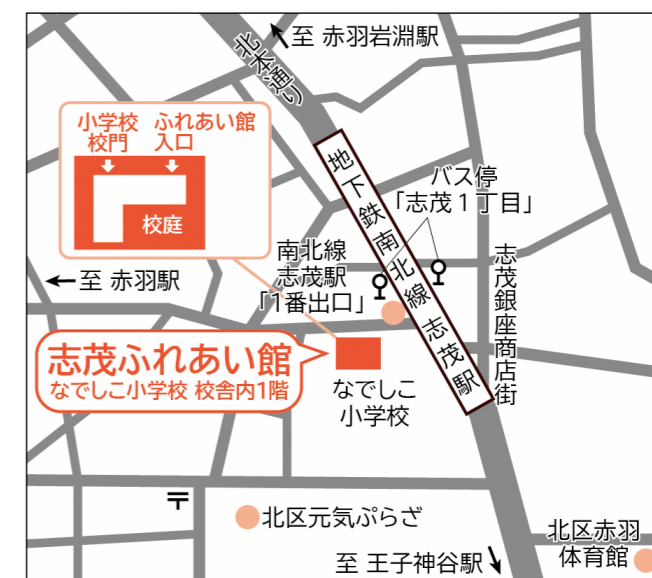 至 赤羽岩淵駅
北本通り
小学校 ふれあい館
校門 入口
校庭
地下鉄南北線 志茂駅
バス停
「志茂1丁目」
南北線
志茂駅
「1番出口」
至 赤羽駅
志茂銀座商店街
志茂ふれあい館
なでしこ小学校 校舎内1階
なでしこ
小学校
〒
北区元気ぷらざ
北区赤羽
体育館
至 王子神谷駅